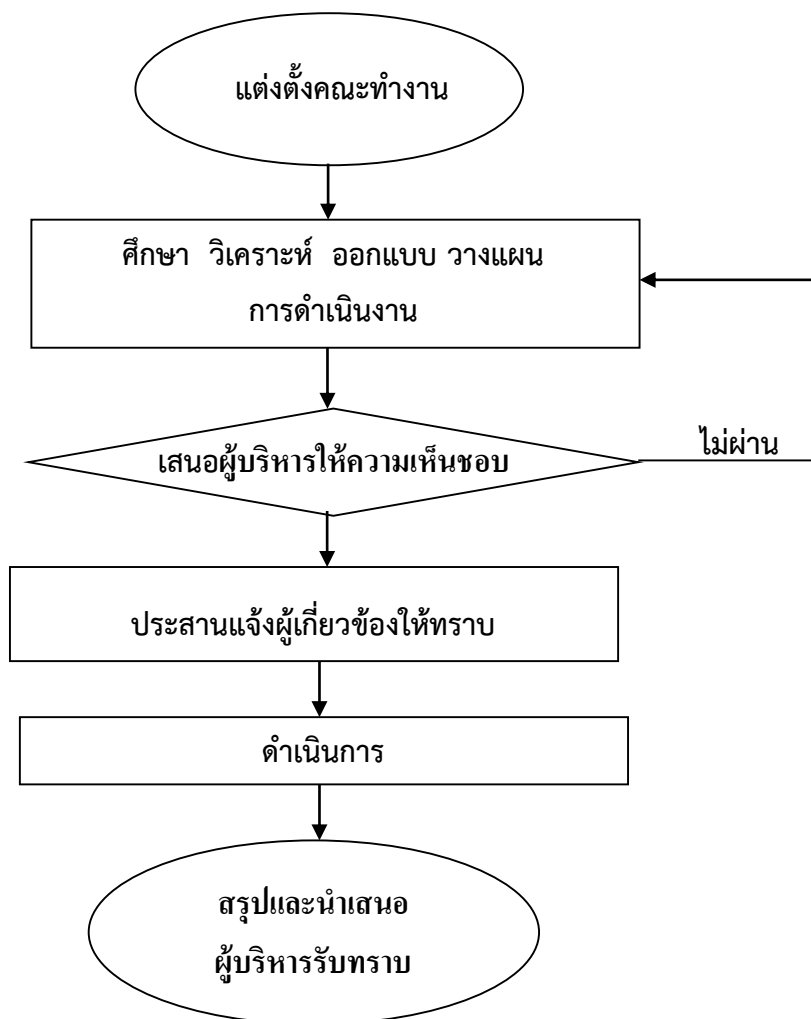 แต่งตั้งคณะทำงาน
ศึกษา วิเคราะห์ ออกแบบ วางแผน
การดำเนินงาน
เสนอผู้บริหารให้ความเห็นชอบ
ไม่ผ่าน
ประสานแจ้งผู้เกี่ยวข้องให้ทราบ
ดำเนินการ
สรุปและนำเสนอ
ผู้บริหารรับทราบ